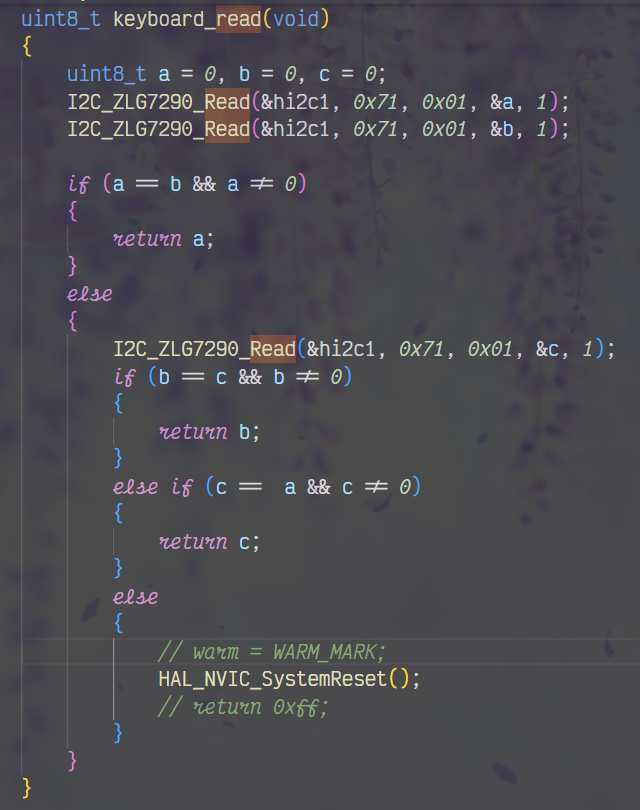 uint8_t keyboard_read(void)
{
    uint8_t a = 0, b = 0, c = 0;
    I2C_ZLG7290_Read(&hi2c1, 0x71, 0x01, &a, 1);
    I2C_ZLG7290_Read(&hi2c1, 0x71, 0x01, &b, 1);

    if (a == b && a != 0)
    {
        return a;
    }
    else
    {
        I2C_ZLG7290_Read(&hi2c1, 0x71, 0x01, &c, 1);
        if (b == c && b != 0)
        {
            return b;
        }
        else if (c ==  a && c != 0)
        {
            return c;
        }
        else
        {
            // warm = WARM_MARK;
            HAL_NVIC_SystemReset();
            // return 0xff;
        }
    }
}